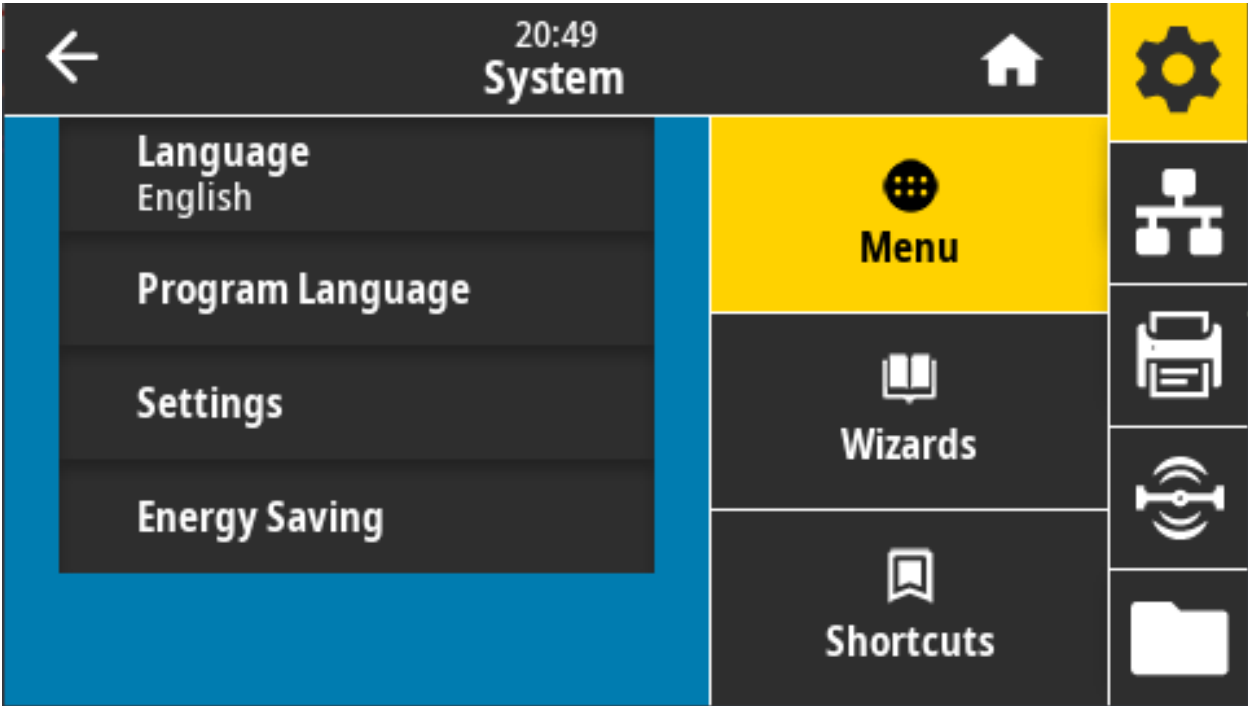 20:49
System
Language
English
Program Language
Settings
Energy Saving
Menu
Wizards
Shortcuts